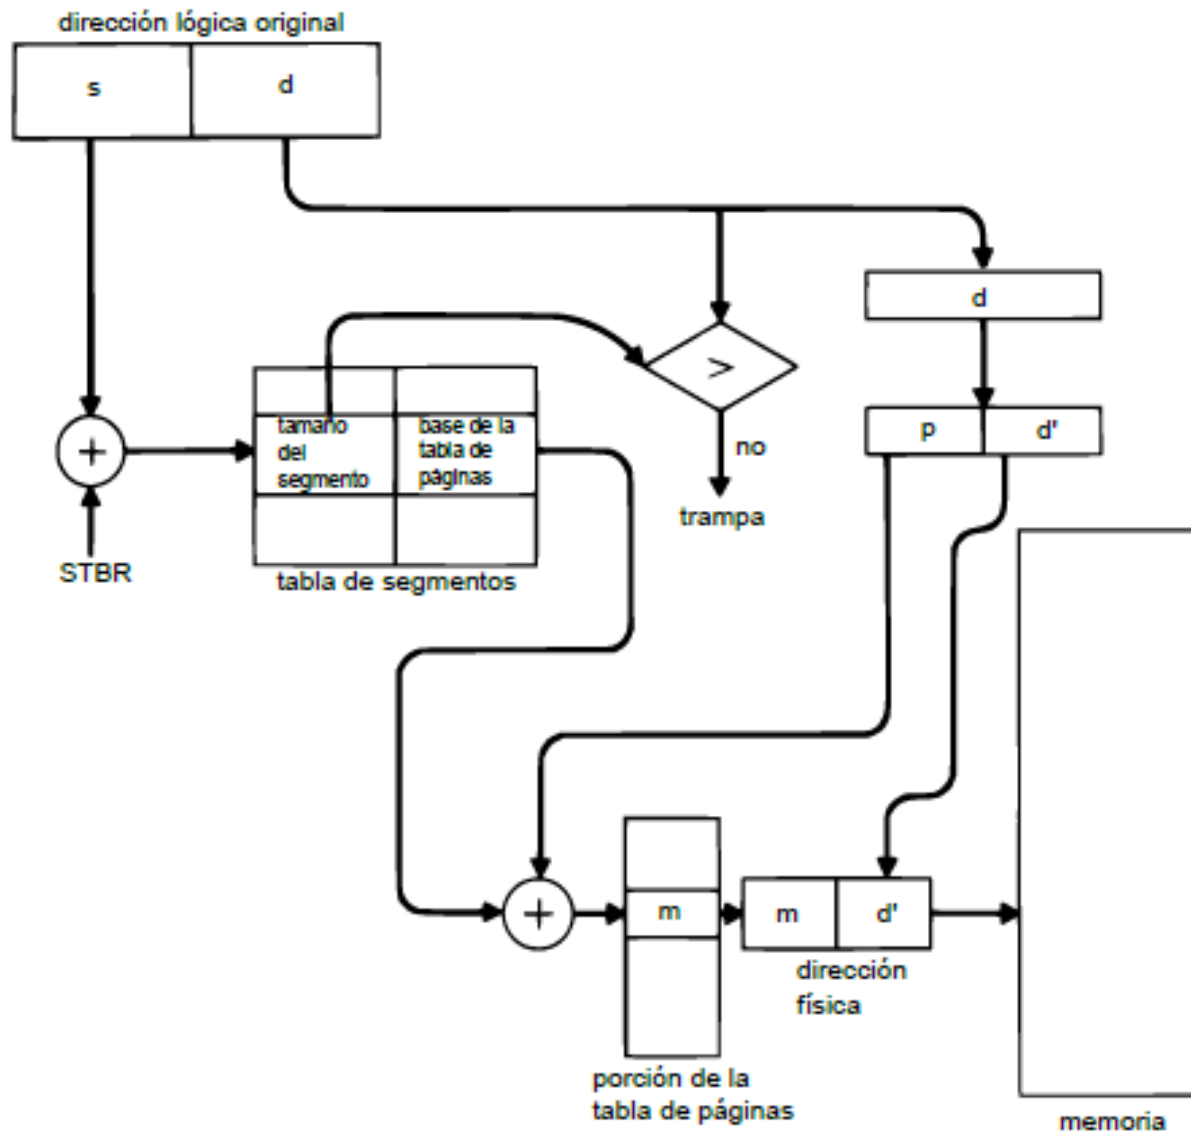 dirección lógica original
s
d
d
>
tamaño
del
segmento
base de la
tabla de
páginas
p
d'
no
+
trampa
STBR
tabla de segmentos
+
m
m
d'
dirección
física
porción de la
tabla de páginas
memoria